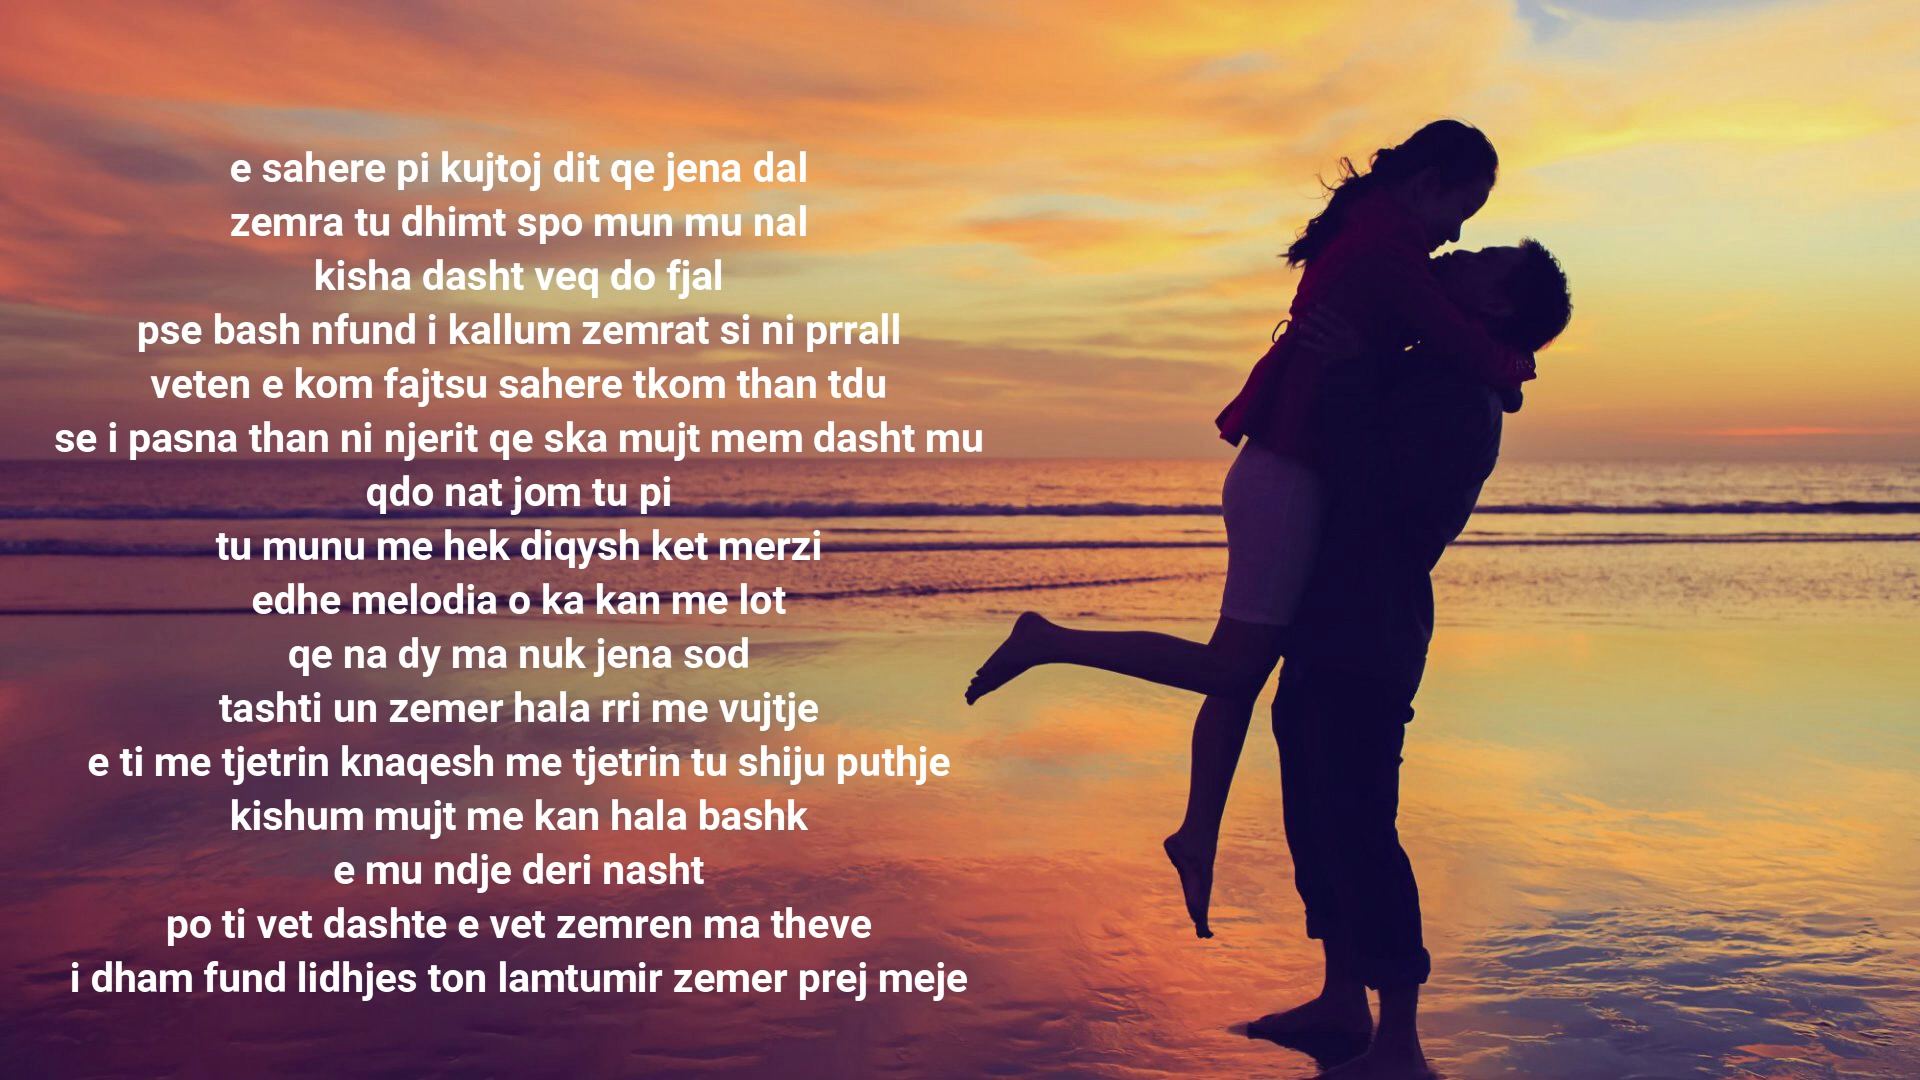 e sahere pi kujtoj dit qe jena dal
zemra tu dhimt spo mun mu nal
kisha dasht veq do fjal
pse bash nfund i kallum zemrat si ni prrall
veten e kom fajtsu sahere tkom than tdu
se i pasna than ni njerit qe ska mujt mem dasht mu
qdo nat jom tu pi
tu munu me hek diqysh ket merzi
edhe melodia o ka kan me lot
qe na dy ma nuk jena sod
tashti un zemer hala rri me vujtje
e ti me tjetrin knaqesh me tjetrin tu shiju puthje
kishum mujt me kan hala bashk
e mu ndje deri nasht
po ti vet dashte e vet zemren ma theve
i dham fund lidhjes ton lamtumir zemer prej meje